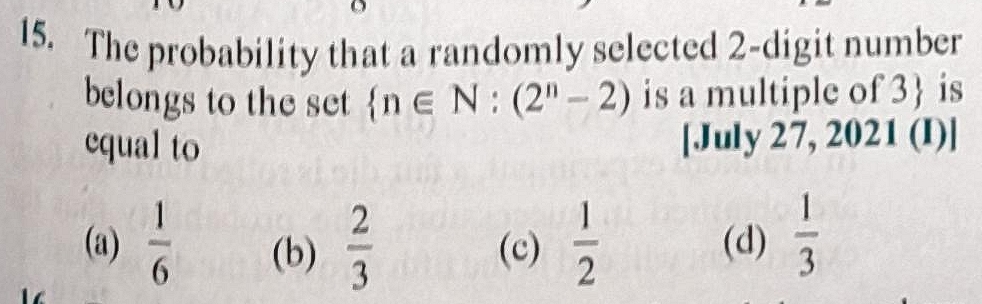 15. The probability that a randomly selected 2-digit number
belongs to the set {n ∈ N : (2ⁿ – 2) is a multiple of 3} is
equal to [July 27, 2021 (I)]
(a) 1/6 (b) 2/3 (c) 1/2 (d) 1/3
16